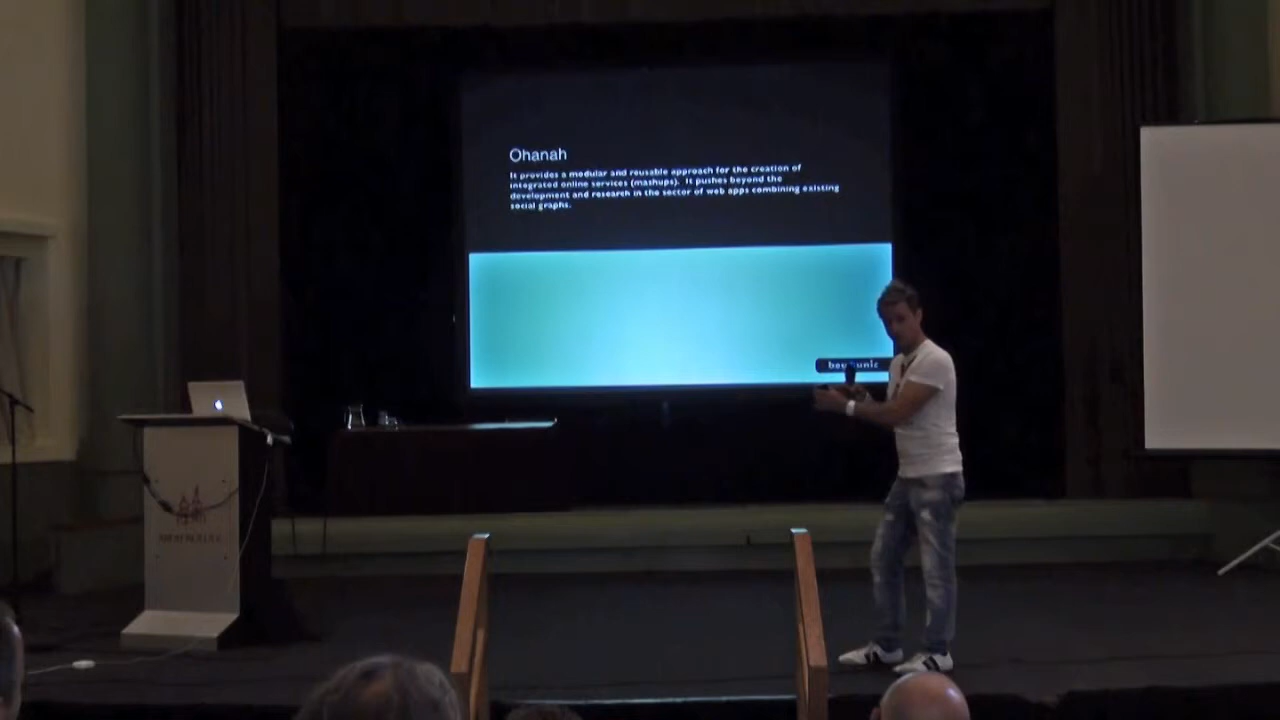 Ohanah
It provides a modular and reusable approach for the creation of
integrated online services (mashups). It pushes beyond the
development and research in the sector of web apps combining existing
social graphs.